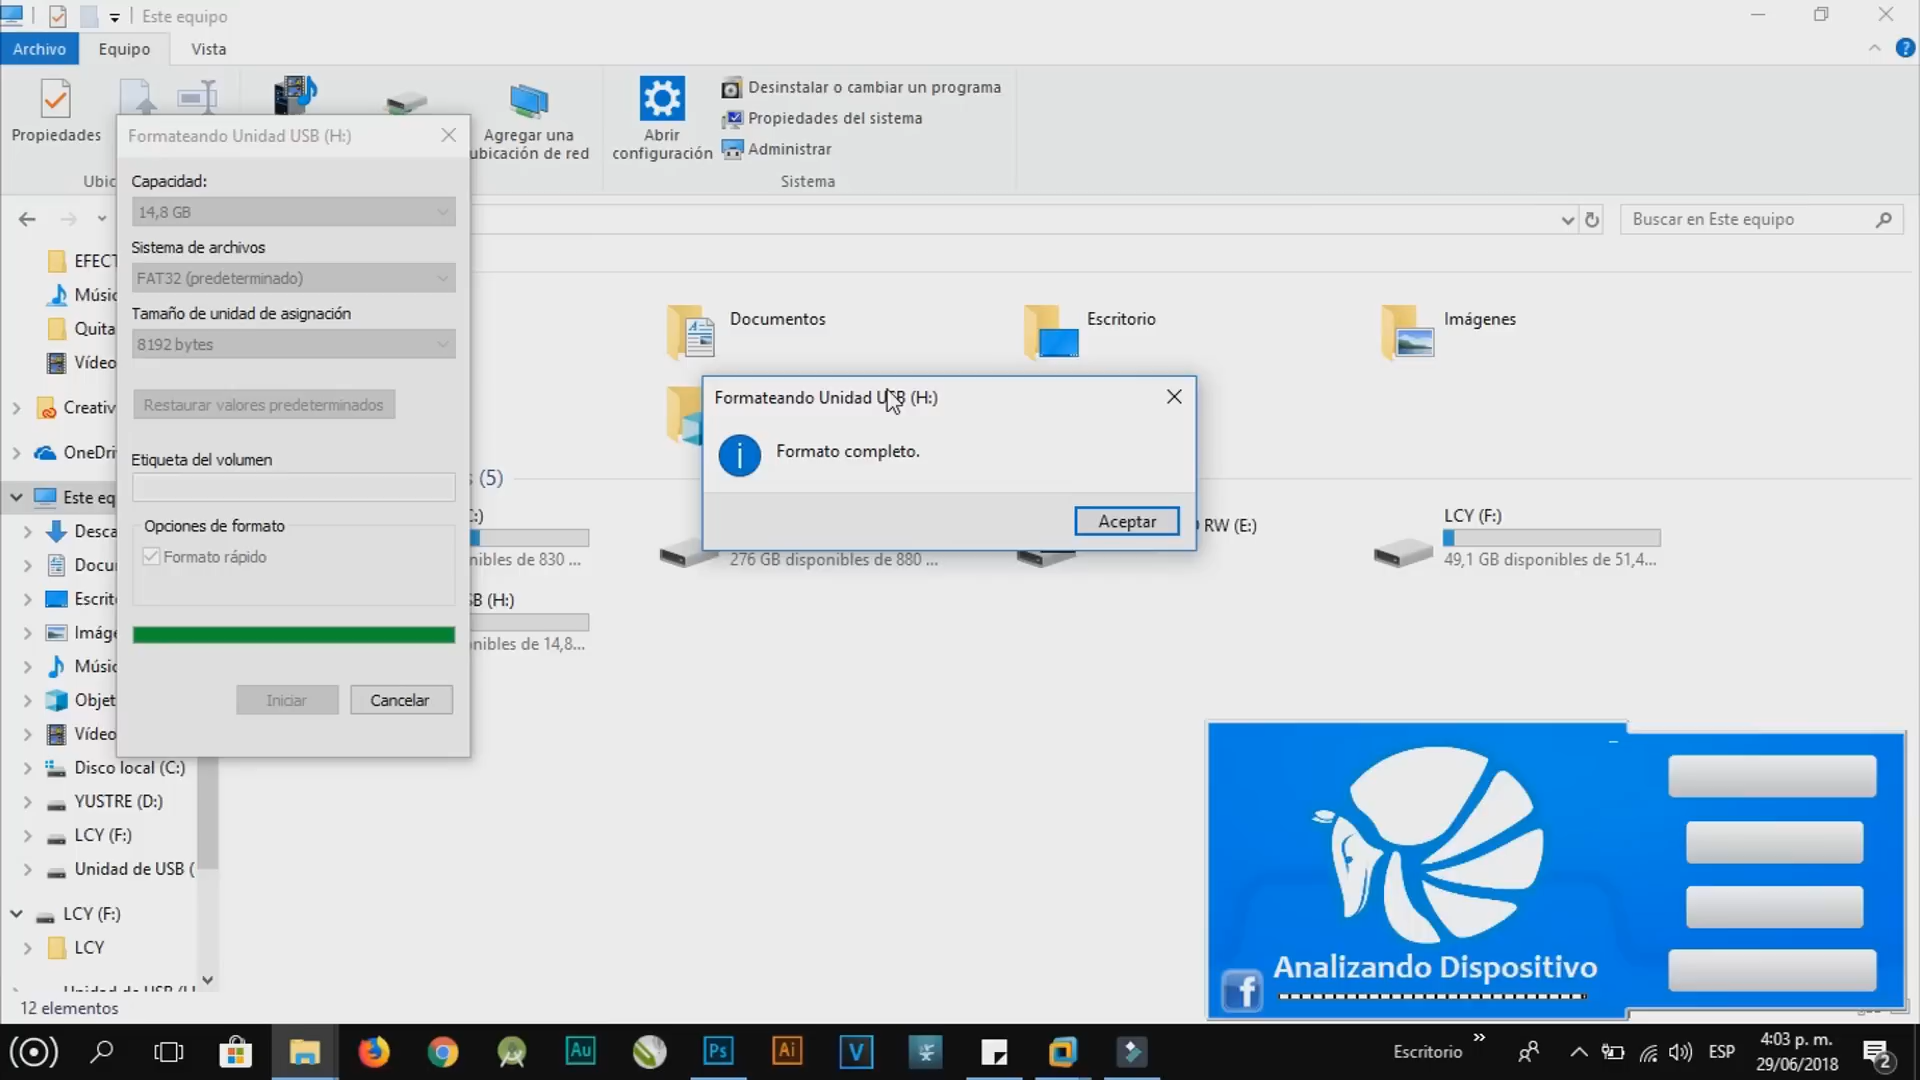 Este equipo
Archivo
Equipo
Vista
Propiedades
Agregar una
ubicación de red
Abrir
configuración
Desinstalar o cambiar un programa
Propiedades del sistema
Administrar
Ubic
Sistema
Formateando Unidad USB (H:)
Capacidad:
14,8 GB
Sistema de archivos
FAT32 (predeterminado)
Tamaño de unidad de asignación
8192 bytes
Restaurar valores predeterminados
Etiqueta del volumen
Opciones de formato
Formato rápido
Iniciar
Cancelar
Buscar en Este equipo
EFECT
Músic
Quita
Vídeo
Creativ
OneDri
Este eq
Desca
Docu
Escrit
Imáge
Músic
Objet
Vídeo
Disco local (C:)
YUSTRE (D:)
LCY (F:)
Unidad de USB (
LCY (F:)
LCY
12 elementos
Documentos
Escritorio
Imágenes
(5)
Formateando Unidad USB (H:)
Formato completo.
Aceptar
C:)
nibles de 830 ...
276 GB disponibles de 880 ...
RW (E:)
LCY (F:)
49,1 GB disponibles de 51,4...
SB (H:)
nibles de 14,8...
Analizando Dispositivo
f
Au
Ps
Ai
V
Escritorio
ESP
4:03 p. m.
29/06/2018
2